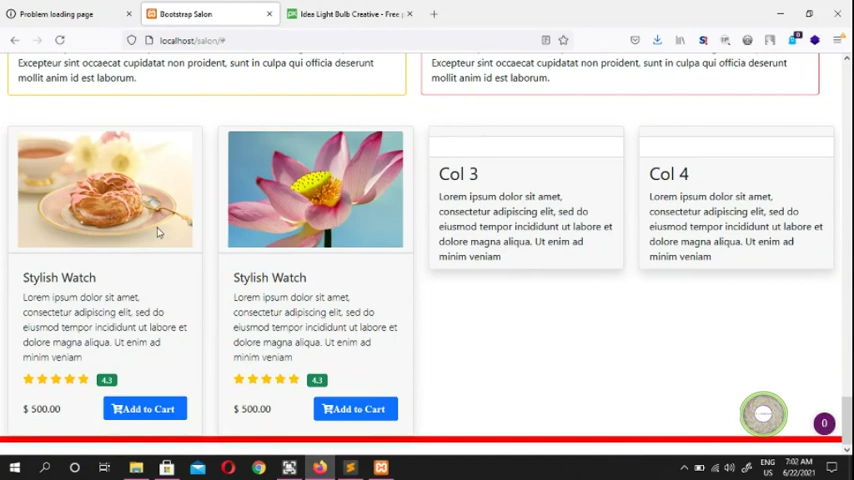 Problem loading page
Bootstrap Salon
Idea Light Bulb Creative - Free
localhost/salon/#
Excepteur sint occaecat cupidatat non proident, sunt in culpa qui officia deserunt
mollit anim id est laborum.
Excepteur sint occaecat cupidatat non proident, sunt in culpa qui officia deserunt
mollit anim id est laborum.
Stylish Watch
Lorem ipsum dolor sit amet,
consectetur adipiscing elit, sed do
eiusmod tempor incididunt ut labore et
dolore magna aliqua. Ut enim ad
minim veniam
4.3
$ 500.00
Add to Cart
Stylish Watch
Lorem ipsum dolor sit amet,
consectetur adipiscing elit, sed do
eiusmod tempor incididunt ut labore et
dolore magna aliqua. Ut enim ad
minim veniam
4.3
$ 500.00
Add to Cart
Col 3
Lorem ipsum dolor sit amet,
consectetur adipiscing elit, sed do
eiusmod tempor incididunt ut labore et
dolore magna aliqua. Ut enim ad
minim veniam
Col 4
Lorem ipsum dolor sit amet,
consectetur adipiscing elit, sed do
eiusmod tempor incididunt ut labore et
dolore magna aliqua. Ut enim ad
minim veniam
0
ENG
US
7:02 AM
6/22/2021